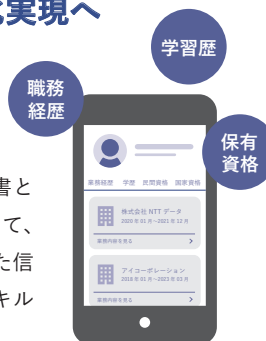 実現へ
学習歴
職務
経歴
保有
資格
書と
て、
た信
キル
業務経歴 学歴 民間資格 国家資格
株式会社 NTT データ
2020 年 01 月〜2021 年 12 月
業務内容を見る
アイコーポレーション
2018 年 01 月〜2023 年 03 月
業務内容を見る